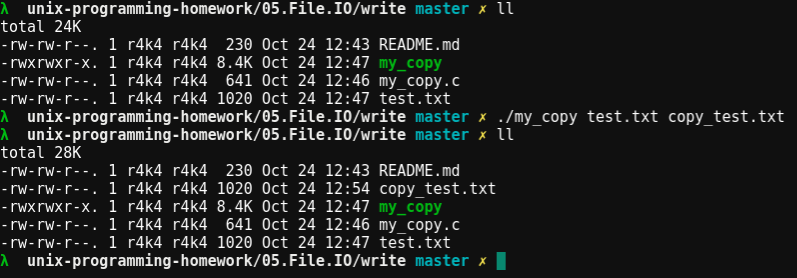 λ  unix-programming-homework/05.File.IO/write master ✗ ll
total 24K
-rw-rw-r--. 1 r4k4 r4k4  230 Oct 24 12:43 README.md
-rwxrwxr-x. 1 r4k4 r4k4 8.4K Oct 24 12:47 my_copy
-rw-rw-r--. 1 r4k4 r4k4  641 Oct 24 12:46 my_copy.c
-rw-rw-r--. 1 r4k4 r4k4 1020 Oct 24 12:47 test.txt
λ  unix-programming-homework/05.File.IO/write master ✗ ./my_copy test.txt copy_test.txt
λ  unix-programming-homework/05.File.IO/write master ✗ ll
total 28K
-rw-rw-r--. 1 r4k4 r4k4  230 Oct 24 12:43 README.md
-rw-rw-r--. 1 r4k4 r4k4 1020 Oct 24 12:54 copy_test.txt
-rwxrwxr-x. 1 r4k4 r4k4 8.4K Oct 24 12:47 my_copy
-rw-rw-r--. 1 r4k4 r4k4  641 Oct 24 12:46 my_copy.c
-rw-rw-r--. 1 r4k4 r4k4 1020 Oct 24 12:47 test.txt
λ  unix-programming-homework/05.File.IO/write master ✗